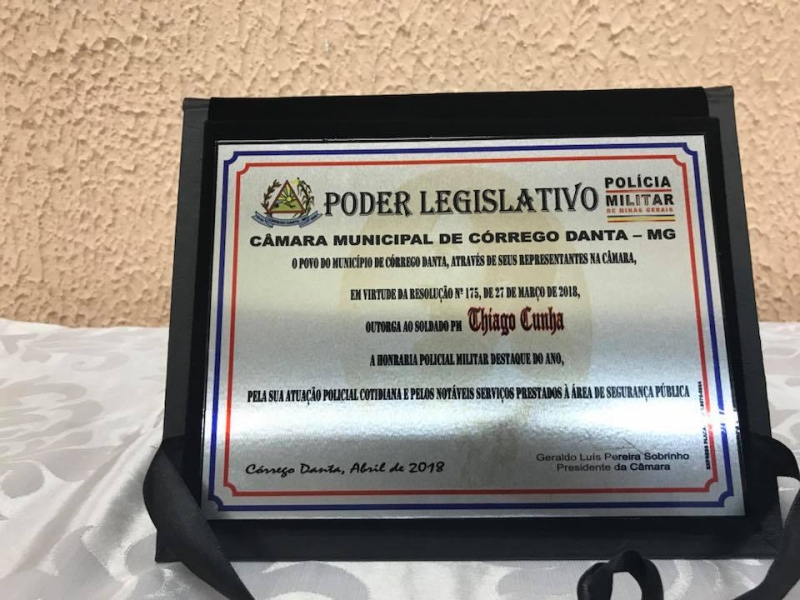 PODER LEGISLATIVO
POLÍCIA
MILITAR
DE MINAS GERAIS
CÂMARA MUNICIPAL DE CÓRREGO DANTA – MG
O POVO DO MUNICÍPIO DE CÓRREGO DANTA, ATRAVÉS DE SEUS REPRESENTANTES NA CÂMARA,
EM VIRTUDE DA RESOLUÇÃO Nº 175, DE 27 DE MARÇO DE 2018,
OUTORGA AO SOLDADO PM Thiago Cunha
A HONRARIA POLICIAL MILITAR DESTAQUE DO ANO,
PELA SUA ATUAÇÃO POLICIAL COTIDIANA E PELOS NOTÁVEIS SERVIÇOS PRESTADOS À ÁREA DE SEGURANÇA PÚBLICA
Córrego Danta, Abril de 2018
Geraldo Luís Pereira Sobrinho
Presidente da Câmara